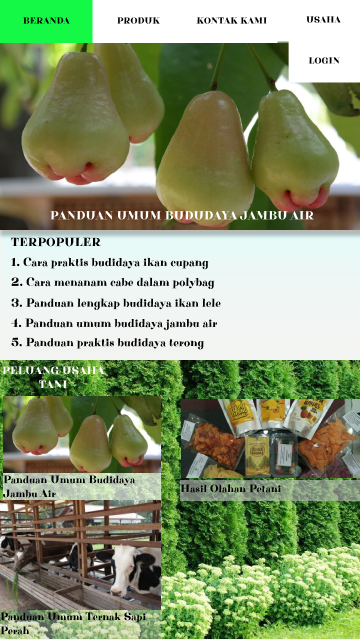 BERANDA
PRODUK
KONTAK KAMI
USAHA
LOGIN
PANDUAN UMUM BUDUDAYA JAMBU AIR
TERPOPULER
1. Cara praktis budidaya ikan cupang
2. Cara menanam cabe dalam polybag
3. Panduan lengkap budidaya ikan lele
4. Panduan umum budidaya jambu air
5. Panduan praktis budidaya terong
PELUANG USAHA
TANI
Panduan Umum Budidaya
Jambu Air
Hasil Olahan Petani
Panduan Umum Ternak Sapi
Perah